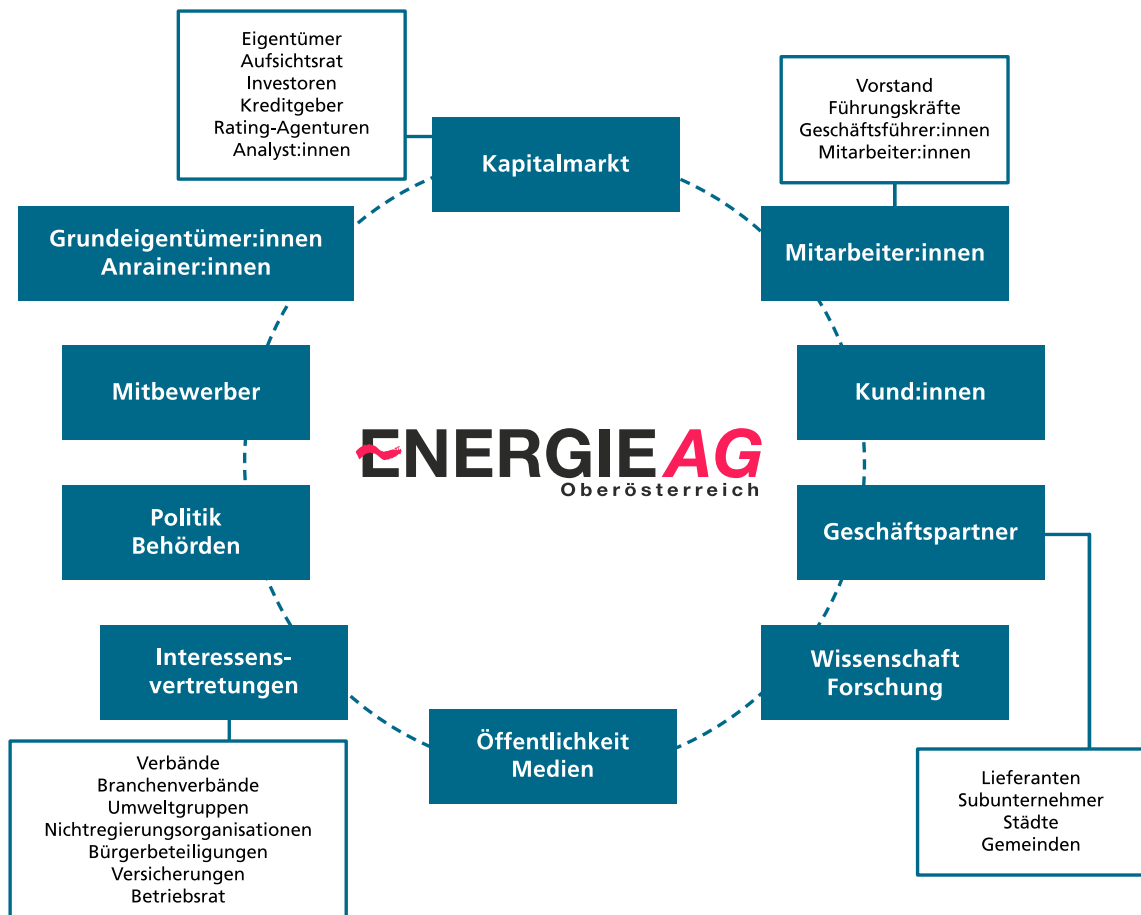 Eigentümer
Aufsichtsrat
Investoren
Kreditgeber
Rating-Agenturen
Analyst:innen
Kapitalmarkt
Vorstand
Führungskräfte
Geschäftsführer:innen
Mitarbeiter:innen
Mitarbeiter:innen
Grundeigentümer:innen
Anrainer:innen
Mitbewerber
Kund:innen
ENERGIE AG
Oberösterreich
Politik
Behörden
Geschäftspartner
Interessens-
vertretungen
Wissenschaft
Forschung
Öffentlichkeit
Medien
Verbände
Branchenverbände
Umweltgruppen
Nichtregierungsorganisationen
Bürgerbeteiligungen
Versicherungen
Betriebsrat
Lieferanten
Subunternehmer
Städte
Gemeinden